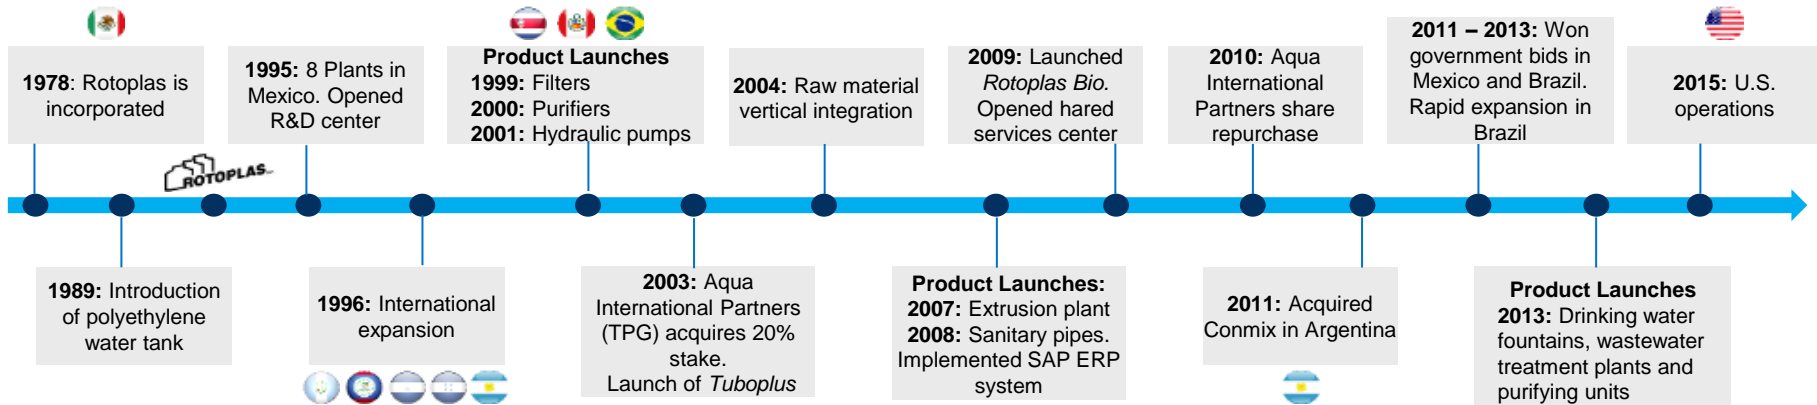 1978: Rotoplas is
incorporated
1995: 8 Plants in
Mexico. Opened
R&D center
Product Launches
1999: Filters
2000: Purifiers
2001: Hydraulic pumps
2004: Raw material
vertical integration
2009: Launched
Rotoplas Bio.
Opened hared
services center
2010: Aqua
International
Partners share
repurchase
2011 – 2013: Won
government bids in
Mexico and Brazil.
Rapid expansion in
Brazil
2015: U.S.
operations
ROTOPLAS
1989: Introduction
of polyethylene
water tank
1996: International
expansion
2003: Aqua
International Partners
(TPG) acquires 20%
stake.
Launch of Tuboplus
Product Launches:
2007: Extrusion plant
2008: Sanitary pipes.
Implemented SAP ERP
system
2011: Acquired
Conmix in Argentina
Product Launches
2013: Drinking water
fountains, wastewater
treatment plants and
purifying units